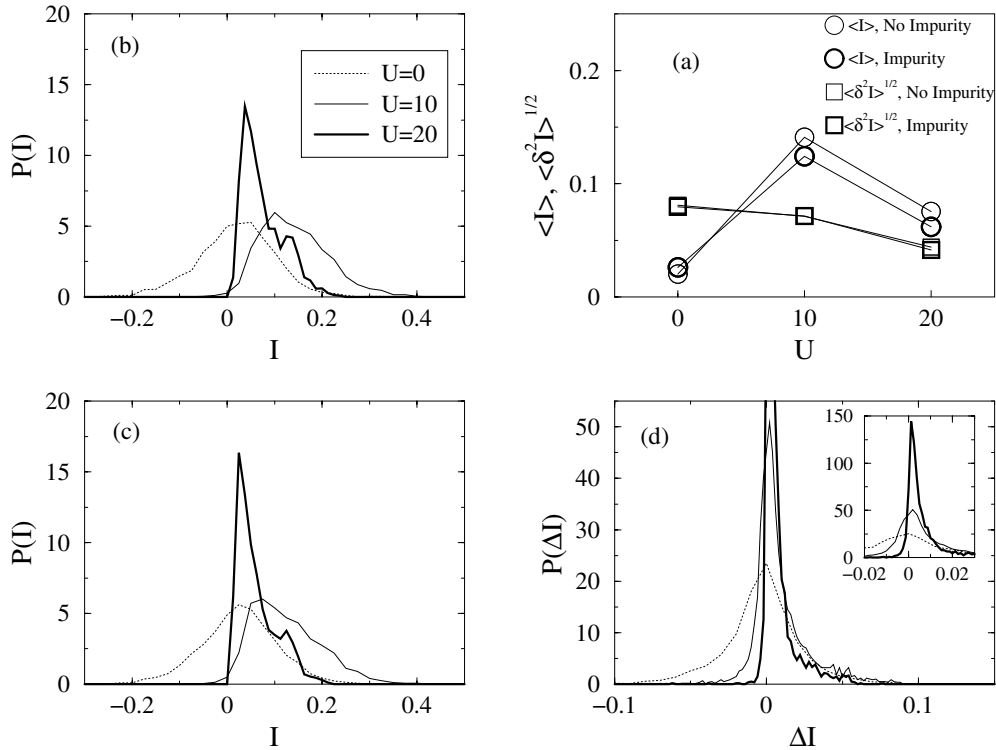 (b)
U=0
U=10
U=20
P(I)
20
15
10
5
0
−0.2
0
0.2
0.4
I
(a)
<I>, No Impurity
<I>, Impurity
<δ²I>^1/2, No Impurity
<δ²I>^1/2, Impurity
<I>, <δ²I>^1/2
0.2
0.1
0
0
10
20
U
(c)
P(I)
20
15
10
5
0
−0.2
0
0.2
0.4
I
(d)
P(ΔI)
50
40
30
20
10
0
−0.1
0
0.1
ΔI
150
100
50
0
−0.02
0
0.02